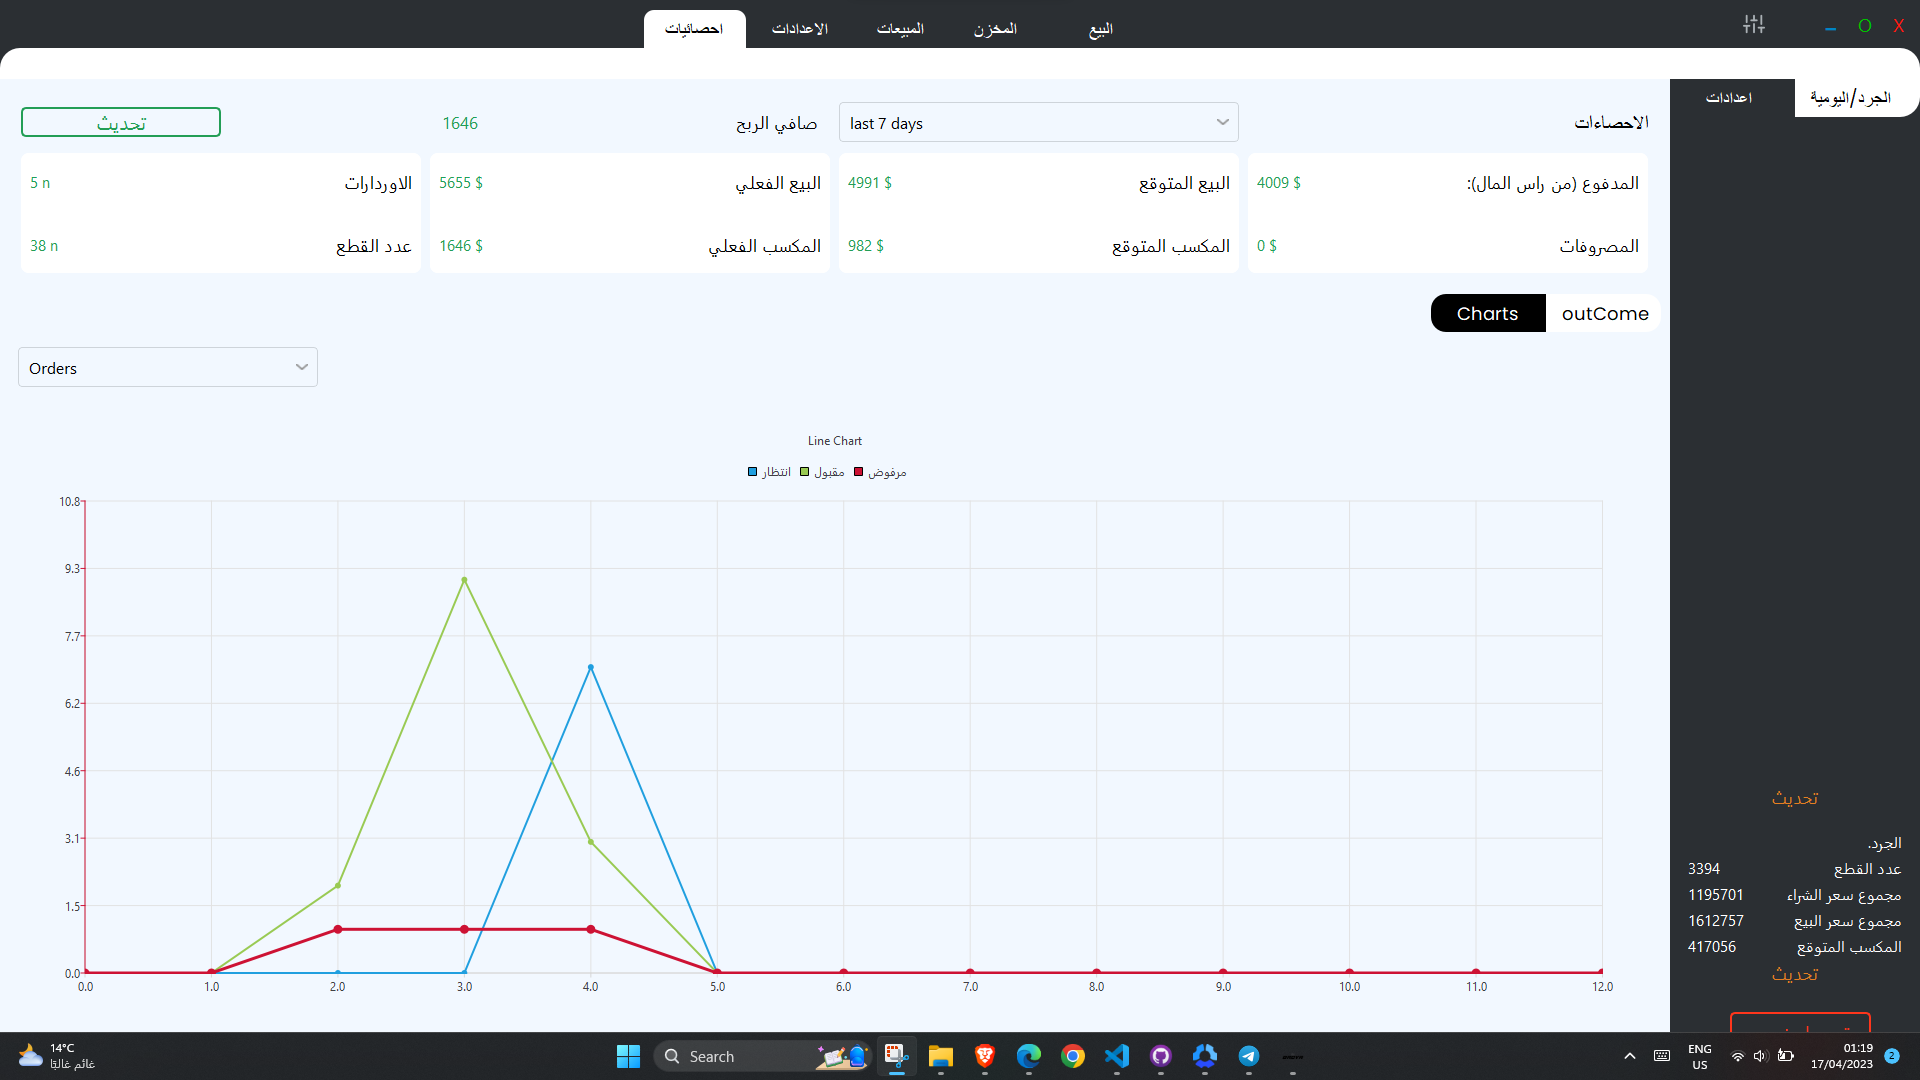 احصائيات
الاعدادات
المبيعات
المخزن
البيع
O
X
اعدادات
الجرد/اليومية
تحديث
1646
صافي الربح
last 7 days
الاحصاءات
5 n
الاوردارات
5655 $
البيع الفعلي
4991 $
البيع المتوقع
4009 $
المدفوع (من راس المال):
38 n
عدد القطع
1646 $
المكسب الفعلي
982 $
المكسب المتوقع
0 $
المصروفات
Charts
outCome
Orders
Line Chart
انتظار
مقبول
مرفوض
10.8
9.3
7.7
6.2
4.6
3.1
1.5
0.0
0.0 1.0 2.0 3.0 4.0 5.0 6.0 7.0 8.0 9.0 10.0 11.0 12.0
تحديث
الجرد.
عدد القطع
3394
مجموع سعر الشراء
1195701
مجموع سعر البيع
1612757
المكسب المتوقع
417056
تحديث
14°C
غائم غالبًا
Search
ENG
US
01:19
17/04/2023
2